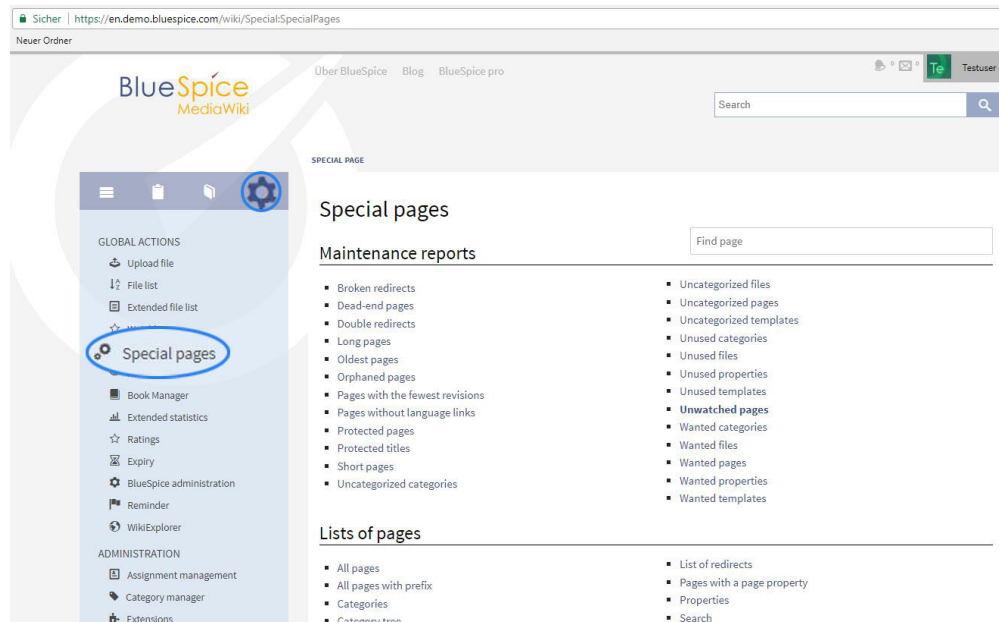 Sicher | https://en.demo.bluespice.com/wiki/Special:SpecialPages
Neuer Ordner
BlueSpice
MediaWiki
Über BlueSpice Blog BlueSpice pro
Te Testuser
Search
SPECIAL PAGE
GLOBAL ACTIONS
Upload file
File list
Extended file list
Special pages
Book Manager
Extended statistics
Ratings
Expiry
BlueSpice administration
Reminder
WikiExplorer
ADMINISTRATION
Assignment management
Category manager
Extensions
Special pages
Find page
Maintenance reports
Broken redirects
Dead-end pages
Double redirects
Long pages
Oldest pages
Orphaned pages
Pages with the fewest revisions
Pages without language links
Protected pages
Protected titles
Short pages
Uncategorized categories
Uncategorized files
Uncategorized pages
Uncategorized templates
Unused categories
Unused files
Unused properties
Unused templates
Unwatched pages
Wanted categories
Wanted files
Wanted pages
Wanted properties
Wanted templates
Lists of pages
All pages
All pages with prefix
Categories
Category tree
List of redirects
Pages with a page property
Properties
Search